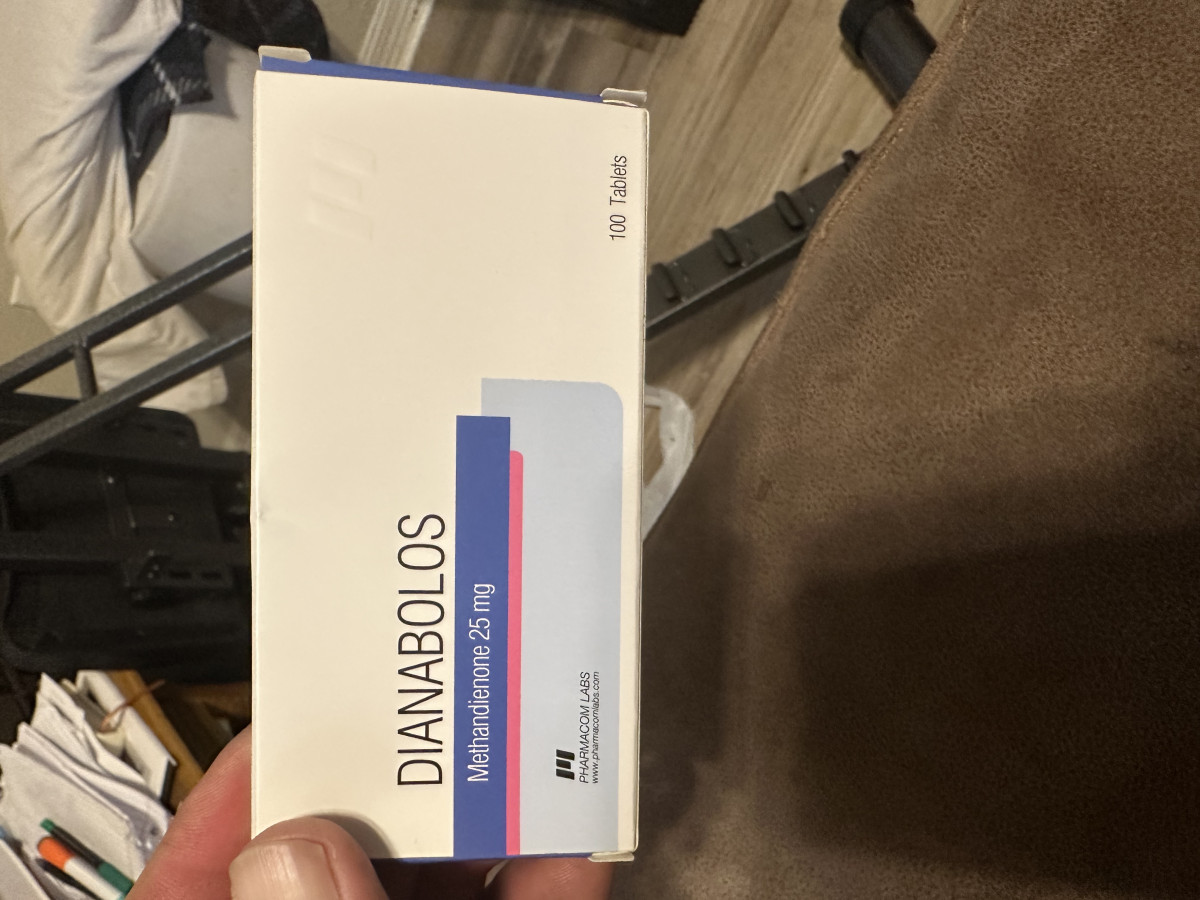 DIANABOLOS
Methandienone 25 mg
PHARMACOM LABS
www.pharmacomlabs.com
100 Tablets